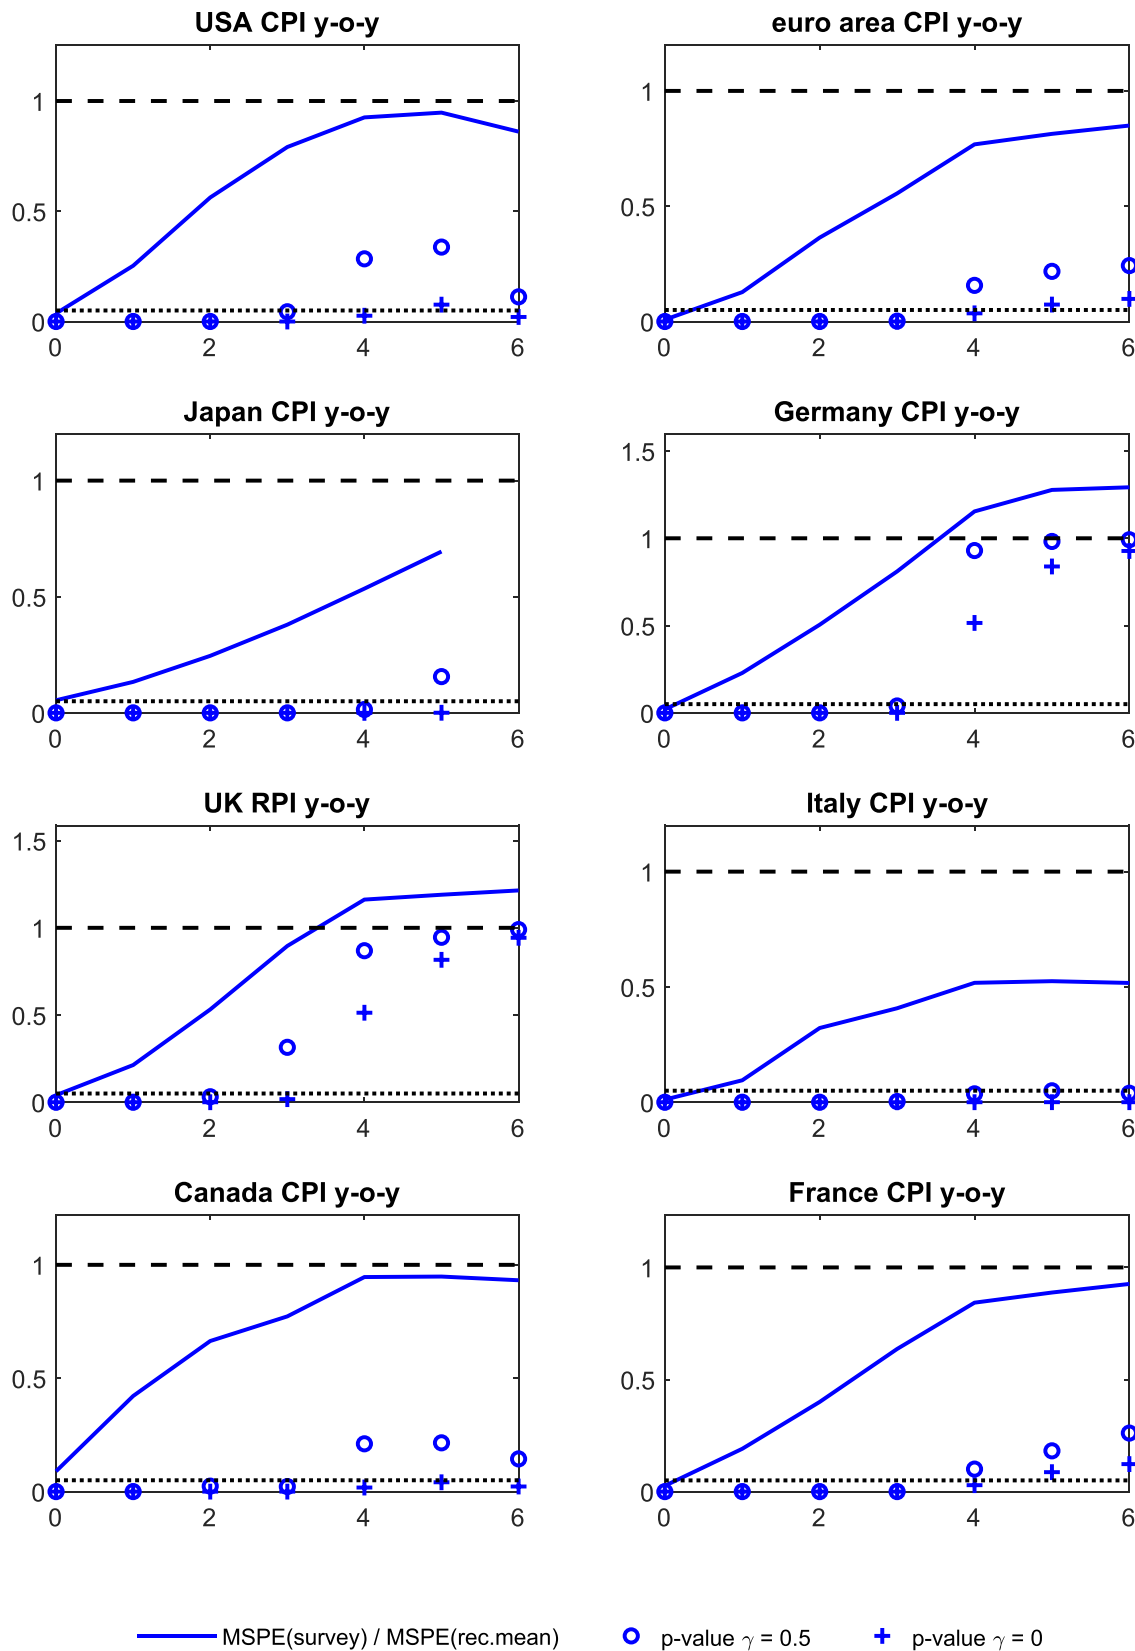 USA CPI y-o-y
1
0.5
0
0 2 4 6
euro area CPI y-o-y
1
0.5
0
0 2 4 6
Japan CPI y-o-y
1
0.5
0
0 2 4 6
Germany CPI y-o-y
1.5
1
0.5
0
0 2 4 6
UK RPI y-o-y
1.5
1
0.5
0
0 2 4 6
Italy CPI y-o-y
1
0.5
0
0 2 4 6
Canada CPI y-o-y
1
0.5
0
0 2 4 6
France CPI y-o-y
1
0.5
0
0 2 4 6
MSPE(survey) / MSPE(rec.mean) p-value γ = 0.5 p-value γ = 0